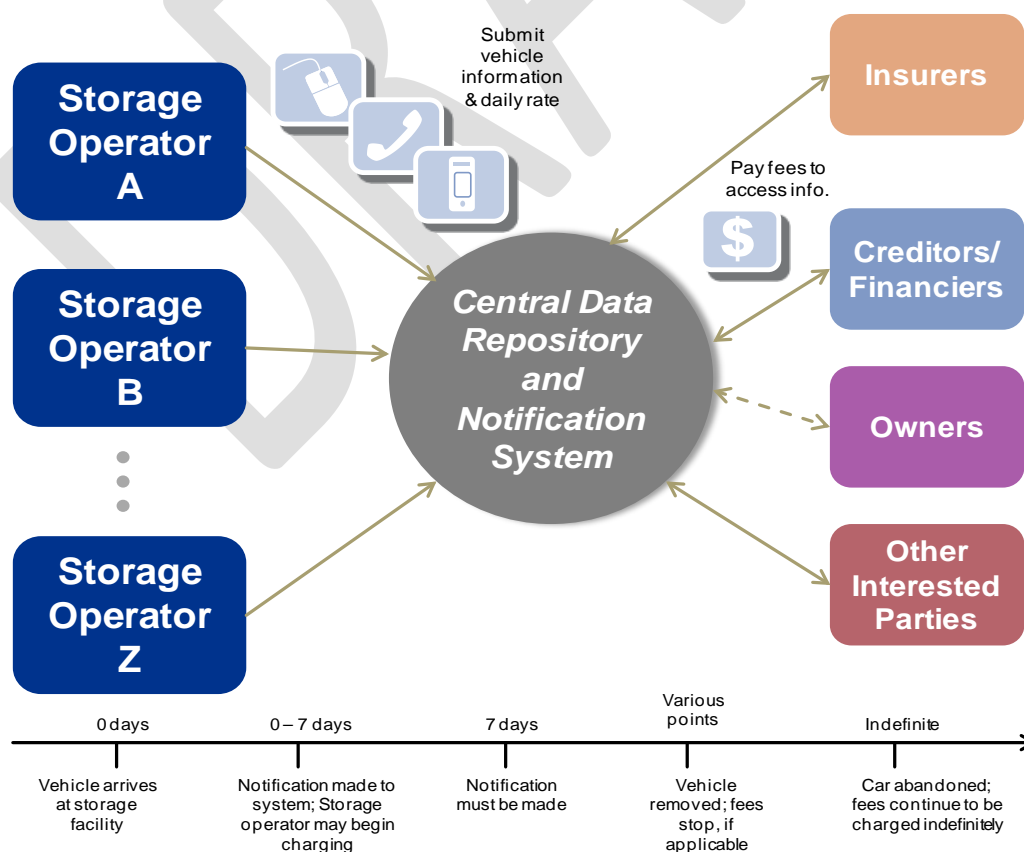 Storage
Operator
A
Submit
vehicle
information
& daily rate
Insurers
Pay fees to
access info.
$
Storage
Operator
B
Central Data
Repository
and
Notification
System
Creditors/
Financiers
Owners
Storage
Operator
Z
Other
Interested
Parties
0 days
0 – 7 days
7 days
Various
points
Indefinite
Vehicle arrives
at storage
facility
Notification made to
system; Storage
operator may begin
charging
Notification
must be made
Vehicle
removed; fees
stop, if
applicable
Car abandoned;
fees continue to be
charged indefinitely